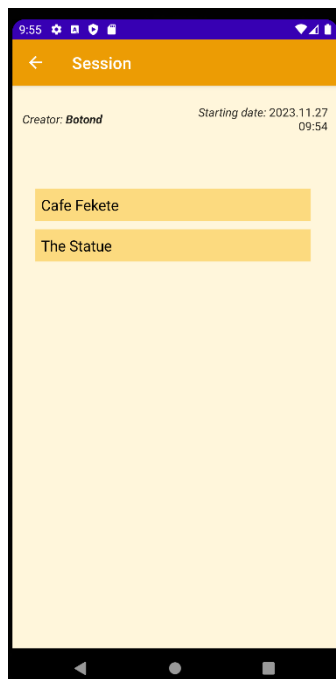 9:55
Session
Creator: Botond
Starting date: 2023.11.27
09:54
Cafe Fekete
The Statue